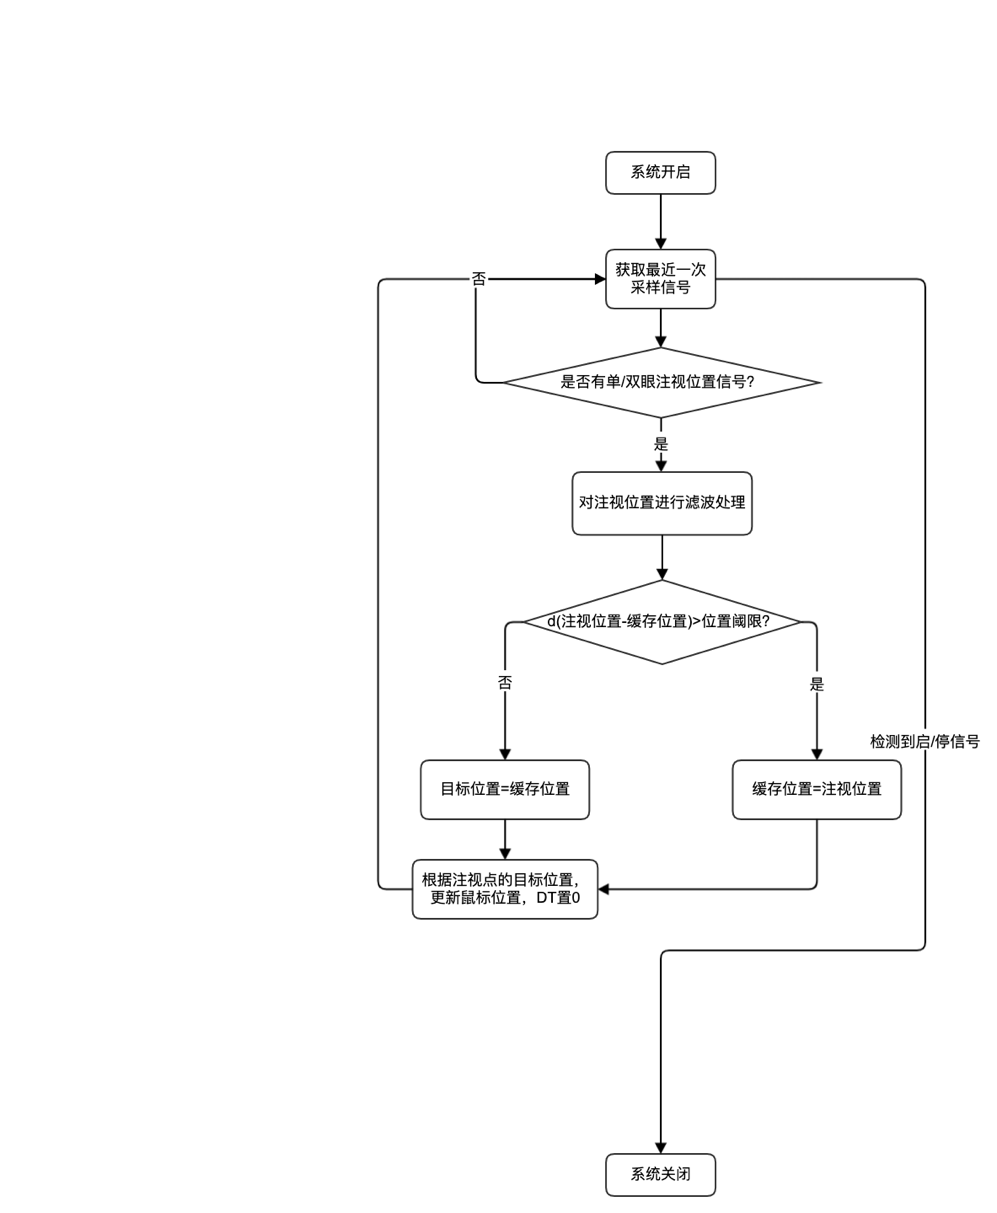 系统开启
获取最近一次
采样信号
否
是否有单/双眼注视位置信号?
是
对注视位置进行滤波处理
d(注视位置-缓存位置)>位置阈限?
否
是
检测到启/停信号
目标位置=缓存位置
缓存位置=注视位置
根据注视点的目标位置，
更新鼠标位置，DT置0
系统关闭